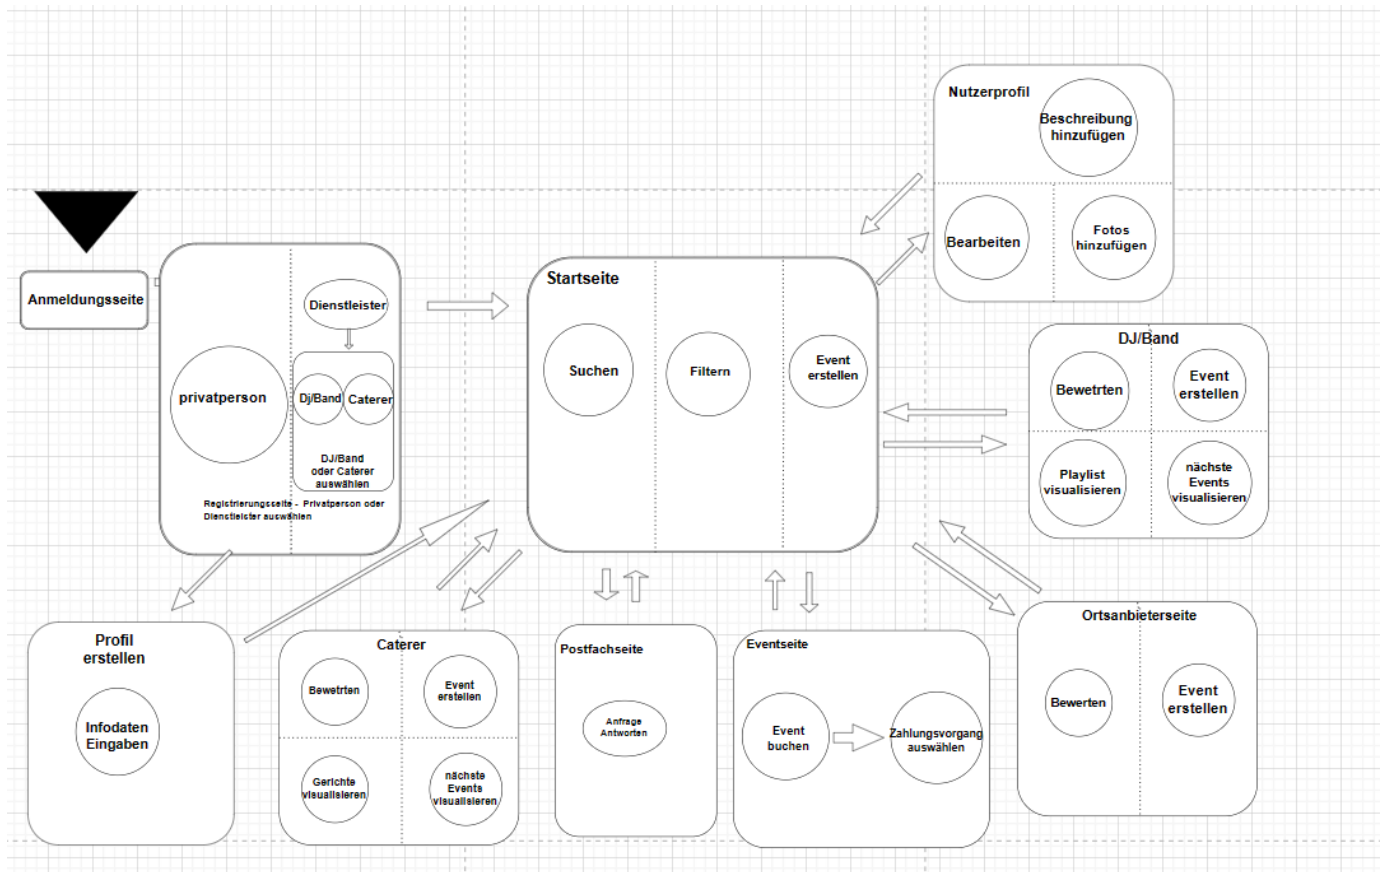 Anmeldungsseite
privatperson
Dienstleister
Dj/Band
Caterer
DJ/Band
oder Caterer
auswählen
Registrierungsseite - Privatperson oder
Dienstleister auswählen
Startseite
Suchen
Filtern
Event
erstellen
Nutzerprofil
Beschreibung
hinzufügen
Bearbeiten
Fotos
hinzufügen
DJ/Band
Bewetrten
Event
erstellen
Playlist
visualisieren
nächste
Events
visualisieren
Profil
erstellen
Infodaten
Eingaben
Caterer
Bewetrten
Event
erstellen
Gerichte
visualisieren
nächste
Events
visualisieren
Postfachseite
Anfrage
Antworten
Eventseite
Event
buchen
Zahlungsvorgang
auswählen
Ortsanbieterseite
Bewerten
Event
erstellen